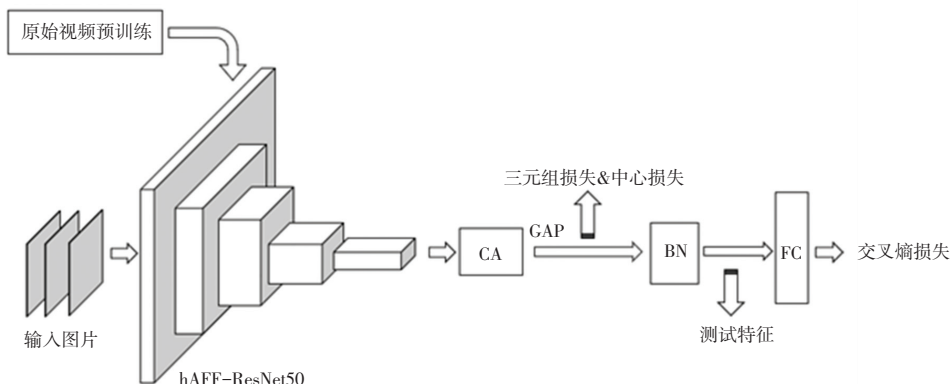 原始视频预训练
三元组损失&中心损失
GAP
CA
BN
FC
交叉熵损失
输入图片
测试特征
hAFF-ResNet50